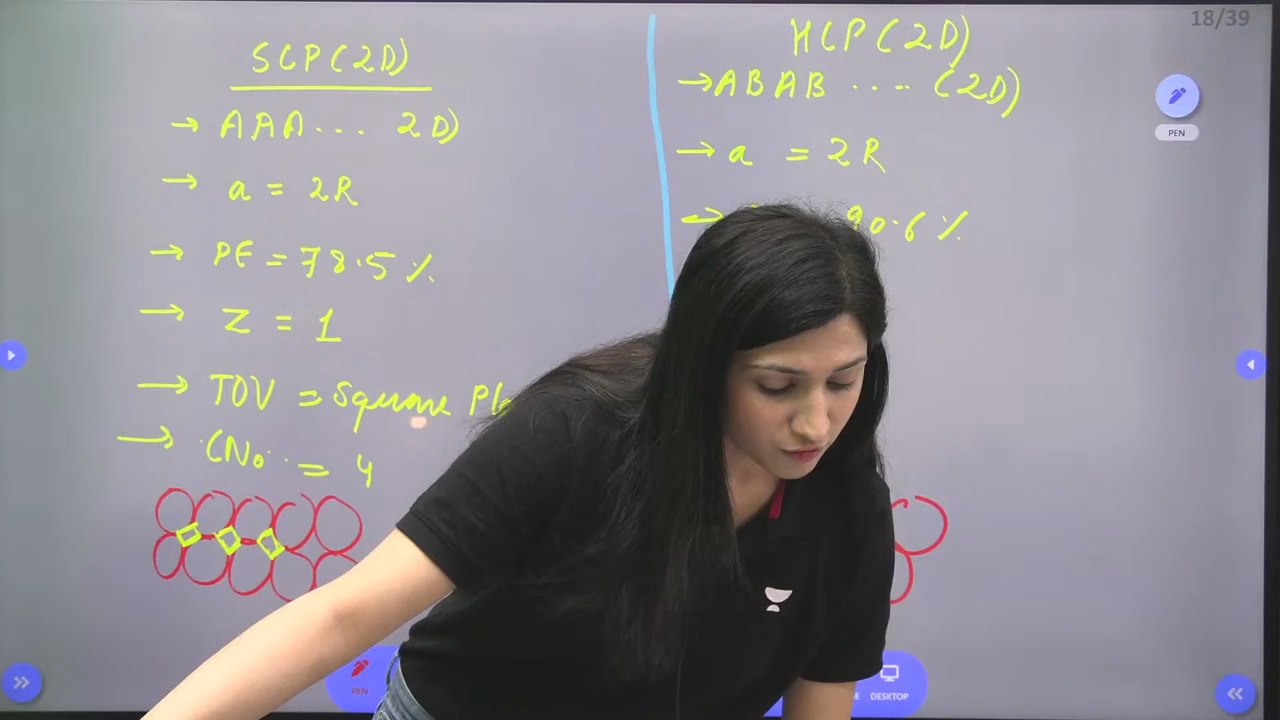 18/39
SCP(2D)
→ AAA... 2D)
→ a = 2R
→ PE = 78.5%
→ Z = 1
→ TOV = Square
→ CNo. = 4
HCP(2D)
→ ABAB .... (2D)
→ a = 2R
→ 90.6%
PEN
PEN
DESKTOP